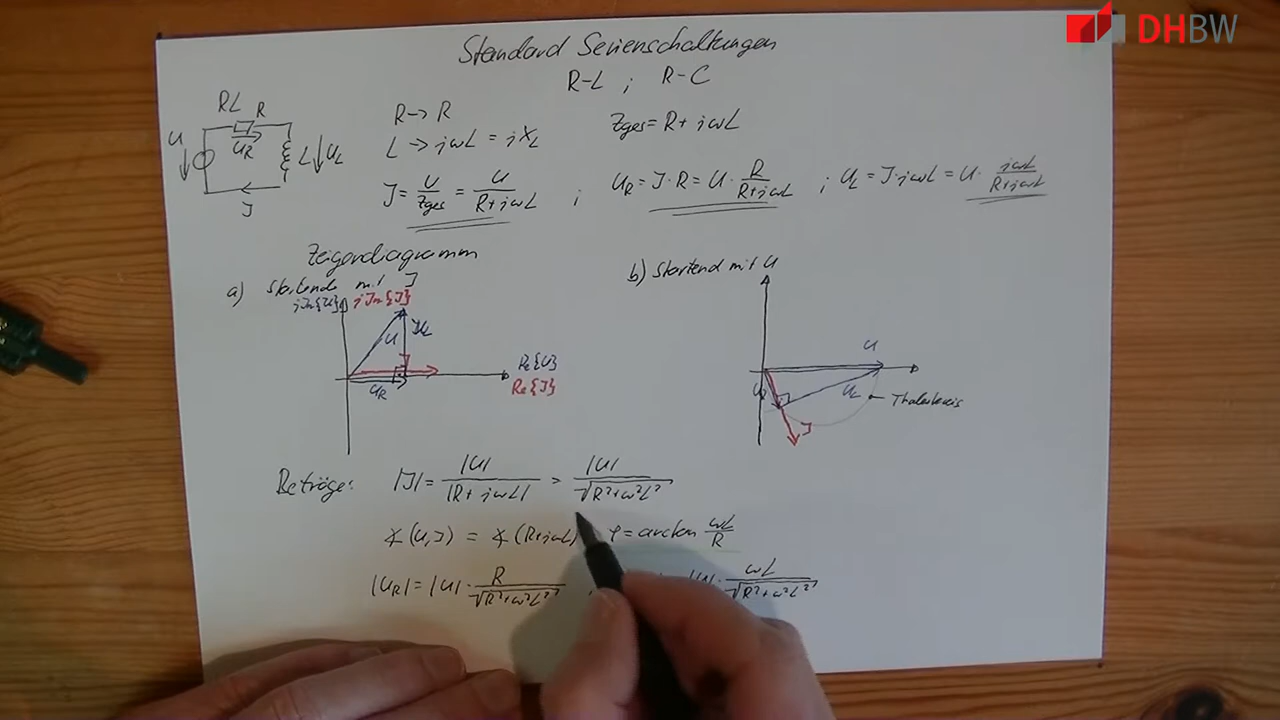 DHBW
Standard Serienschaltungen
R-L ; R-C
RL
R
U
U_R
L
U_L
J
R → R
L → jωL = jX_L
Zges = R + jωL
J = U/Zges = U/(R+jωL) ; U_R = J · R = U · R/(R+jωL) ; U_L = J · jωL = U · jωL/(R+jωL)
Zeigerdiagramm
a) Startend mit J
jIm{U} jIm{J}
U
U_L
U_R
Re{U}
Re{J}
b) Startend mit U
U
U_R
U_L
J
Thaleskreis
Beträge: |J| = |U|/|R+jωL| = |U|/√(R²+ω²L²)
∡(U,J) = ∡(R+jωL) φ = arctan ωL/R
|U_R| = |U| · R/√(R²+ω²L²) |U| · ωL/√(R²+ω²L²)